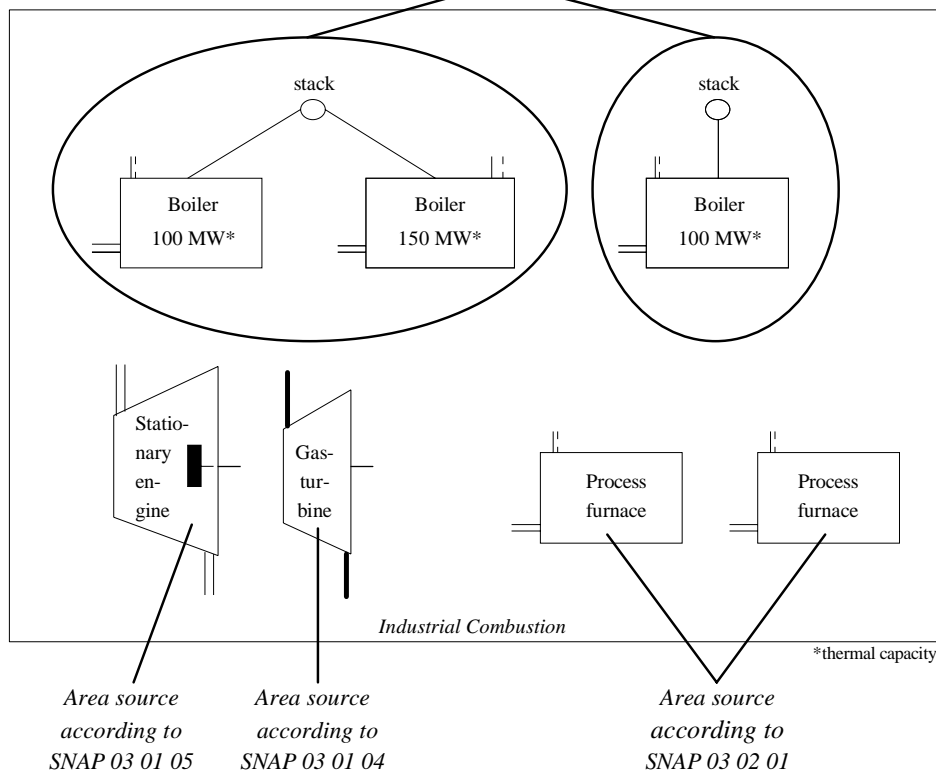 stack
stack
Boiler
100 MW*
Boiler
150 MW*
Boiler
100 MW*
Statio-
nary
en-
gine
Gas-
tur-
bine
Process
furnace
Process
furnace
Industrial Combustion
*thermal capacity
Area source
according to
SNAP 03 01 05
Area source
according to
SNAP 03 01 04
Area source
according to
SNAP 03 02 01